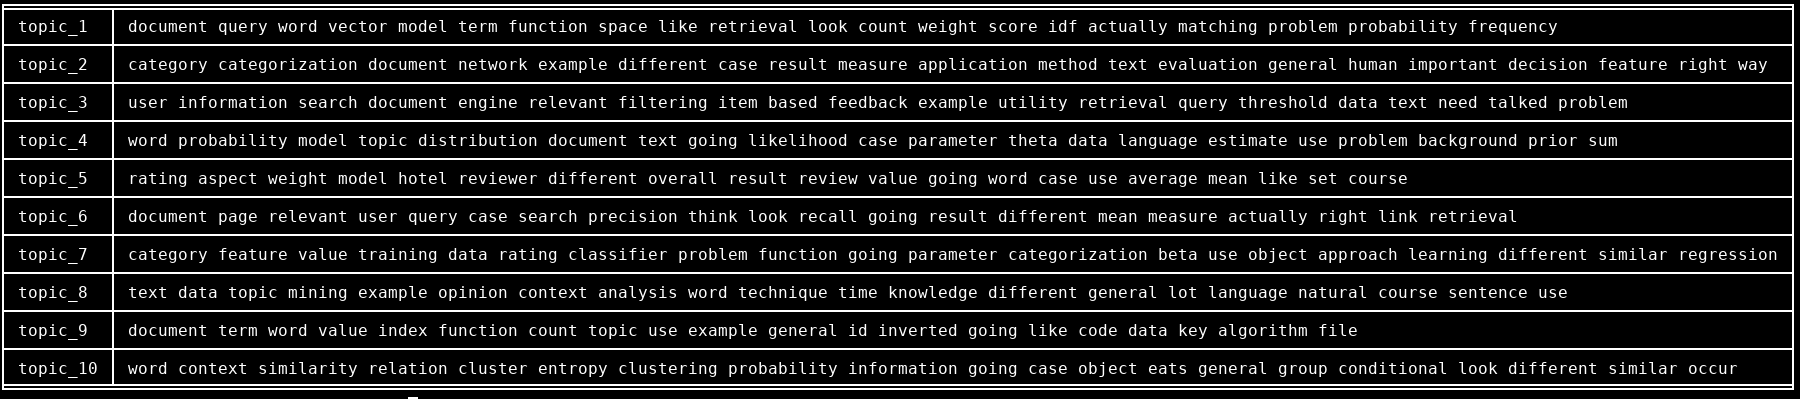 topic_1 document query word vector model term function space like retrieval look count weight score idf actually matching problem probability frequency
topic_2 category categorization document network example different case result measure application method text evaluation general human important decision feature right way
topic_3 user information search document engine relevant filtering item based feedback example utility retrieval query threshold data text need talked problem
topic_4 word probability model topic distribution document text going likelihood case parameter theta data language estimate use problem background prior sum
topic_5 rating aspect weight model hotel reviewer different overall result review value going word case use average mean like set course
topic_6 document page relevant user query case search precision think look recall going result different mean measure actually right link retrieval
topic_7 category feature value training data rating classifier problem function going parameter categorization beta use object approach learning different similar regression
topic_8 text data topic mining example opinion context analysis word technique time knowledge different general lot language natural course sentence use
topic_9 document term word value index function count topic use example general id inverted going like code data key algorithm file
topic_10 word context similarity relation cluster entropy clustering probability information going case object eats general group conditional look different similar occur